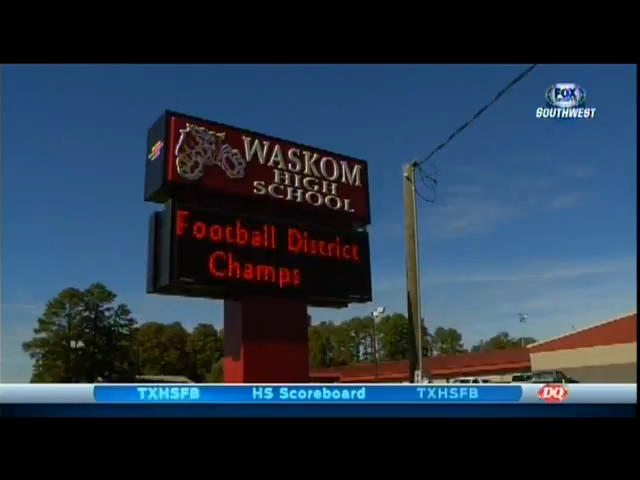 FOX
SOUTHWEST
WASKOM
HIGH
SCHOOL
Football District
Champs
TXHSFB HS Scoreboard TXHSFB DQ